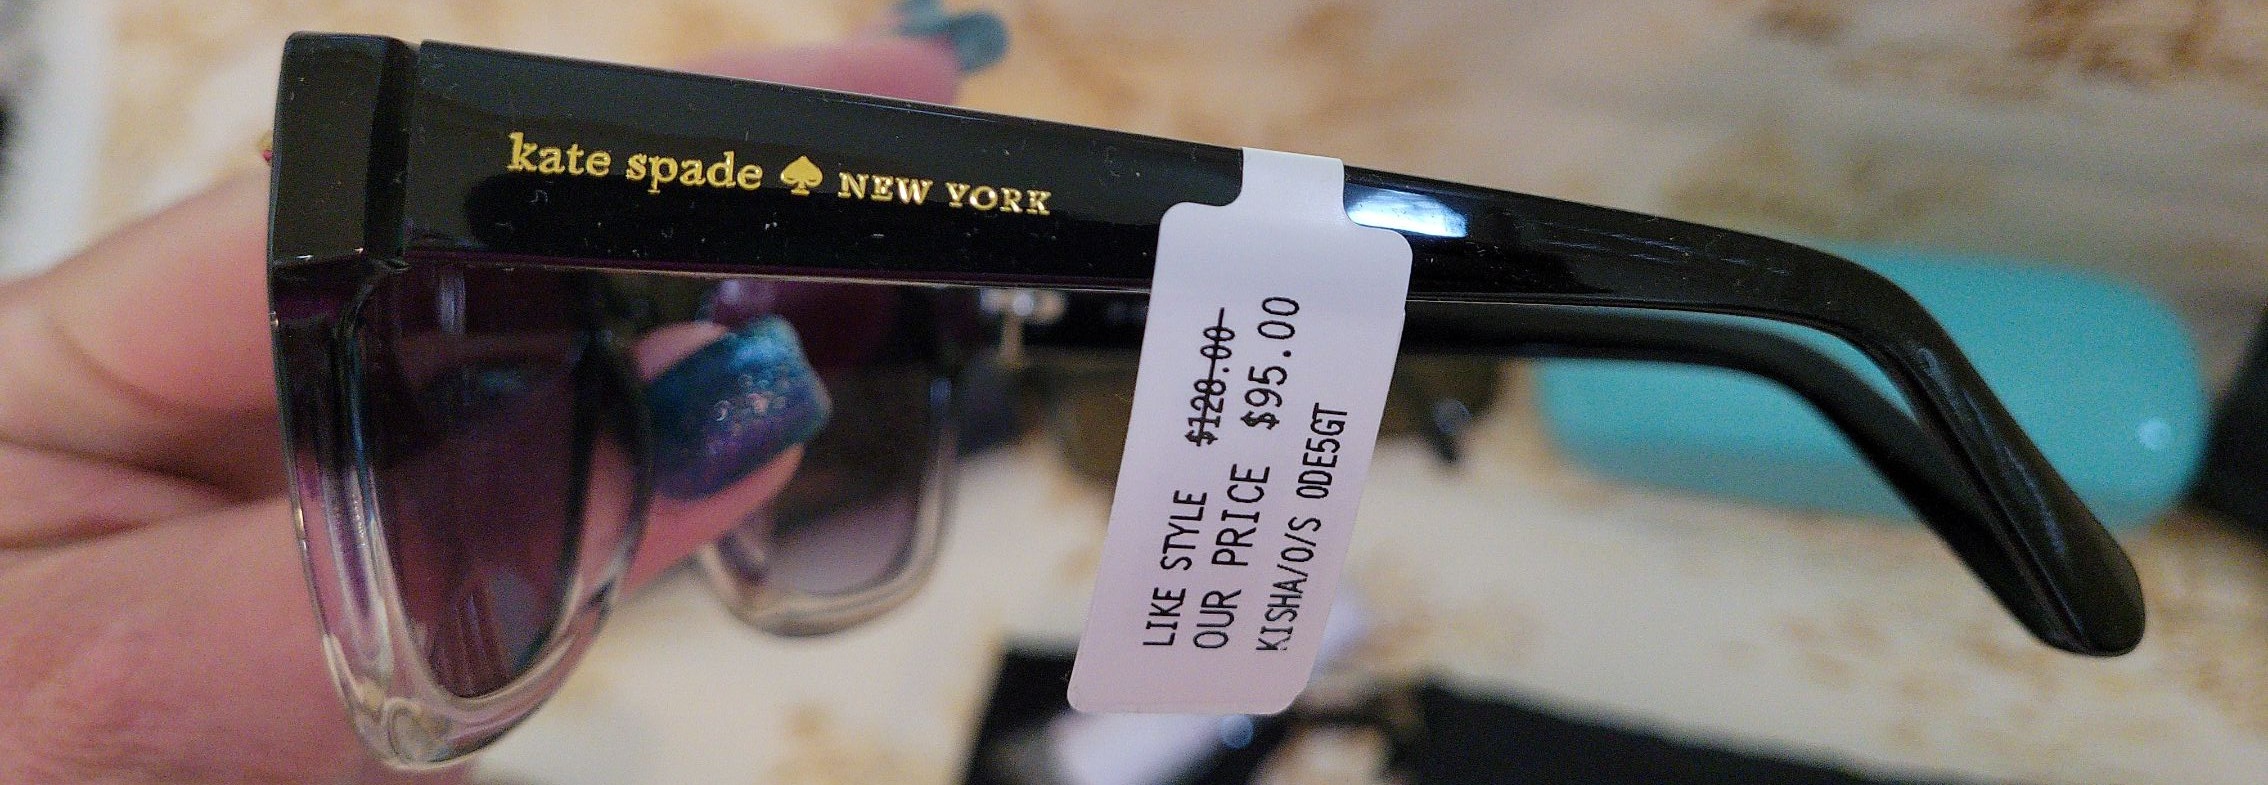 kate spade NEW YORK
LIKE STYLE $128.00
OUR PRICE $95.00
KISHA/O/S 0DE5GT